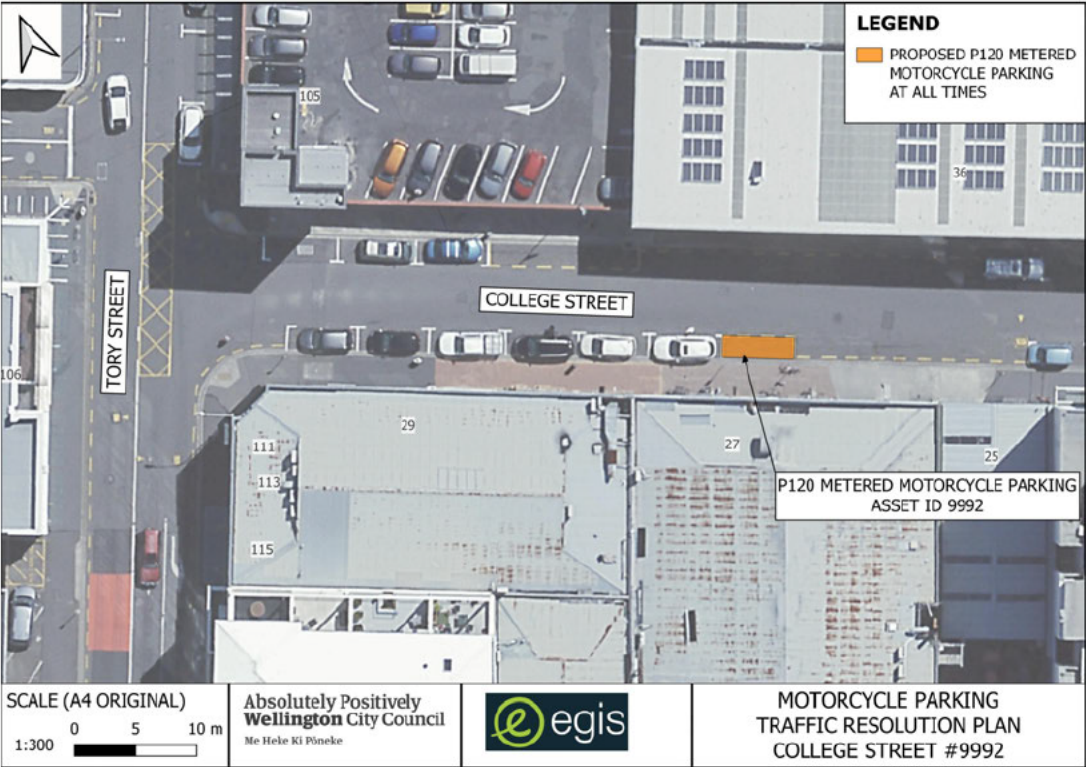 LEGEND
PROPOSED P120 METERED
MOTORCYCLE PARKING
AT ALL TIMES
105
36
COLLEGE STREET
TORY STREET
106
29
111
113
115
27
25
P120 METERED MOTORCYCLE PARKING
ASSET ID 9992
SCALE (A4 ORIGINAL)
0 5 10 m
1:300
Absolutely Positively
Wellington City Council
Me Heke Ki Pōneke
e egis
MOTORCYCLE PARKING
TRAFFIC RESOLUTION PLAN
COLLEGE STREET #9992